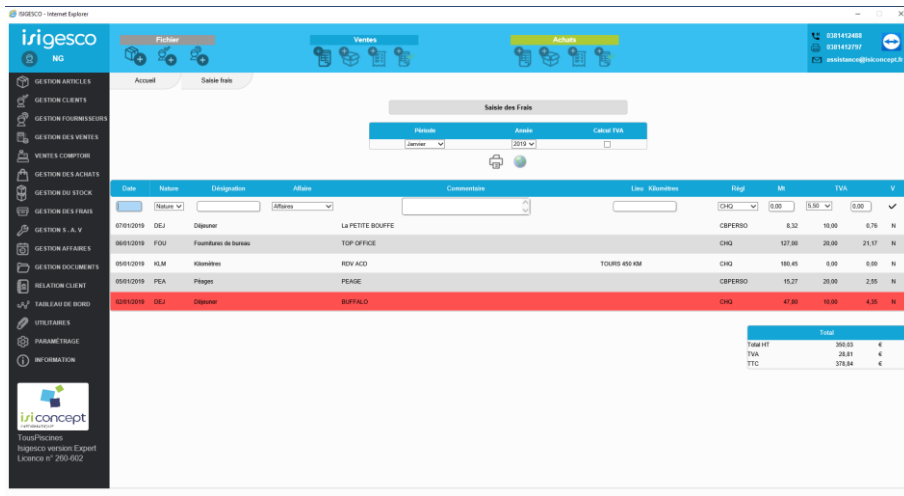 ISIGESCO - Internet Explorer
isigesco
NG
Fichier
Ventes
Achats
0381412488
0381412797
assistance@isiconcept.fr
Accueil
Saisie frais
GESTION ARTICLES
GESTION CLIENTS
GESTION FOURNISSEURS
GESTION DES VENTES
VENTES COMPTOIR
GESTION DES ACHATS
GESTION DU STOCK
GESTION DES FRAIS
GESTION S.A.V
GESTION AFFAIRES
GESTION DOCUMENTS
RELATION CLIENT
TABLEAU DE BORD
UTILITAIRES
PARAMÉTRAGE
INFORMATION
isiconcept
TousPiscines
Isigesco version:Expert
Licence n° 260-602
Saisie des Frais
Période Année Calcul TVA
Janvier 2019
Date Nature Désignation Affaire Commentaire Lieu Kilomètres Régl Mt TVA V
Nature Affaires CHQ 0,00 5,50 0,00
07/01/2019 DEJ Déjeuner La PETITE BOUFFE CBPERSO 8,32 10,00 0,76 N
06/01/2019 FOU Fournitures de bureau TOP OFFICE CHQ 127,00 20,00 21,17 N
05/01/2019 KLM Kilomètres RDV ACD TOURS 450 KM CHQ 180,45 0,00 0,00 N
05/01/2019 PEA Péages PEAGE CBPERSO 15,27 20,00 2,55 N
02/01/2019 DEJ Déjeuner BUFFALO CHQ 47,80 10,00 4,35 N
Total
Total HT 350,03 €
TVA 28,81 €
TTC 378,84 €